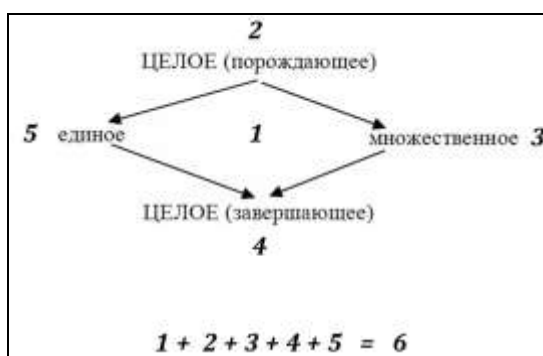 2
ЦЕЛОЕ (порождающее)
5 единое 1 множественное 3
ЦЕЛОЕ (завершающее)
4
1 + 2 + 3 + 4 + 5 = 6